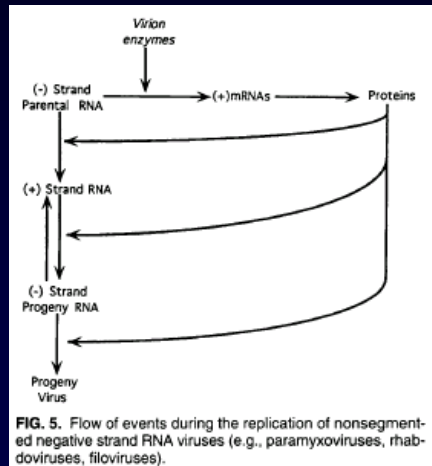 Virion
enzymes
(-) Strand
Parental RNA
(+)mRNAs
Proteins
(+) Strand RNA
(-) Strand
Progeny RNA
Progeny
Virus
FIG. 5. Flow of events during the replication of nonsegment-
ed negative strand RNA viruses (e.g., paramyxoviruses, rhab-
doviruses, filoviruses).